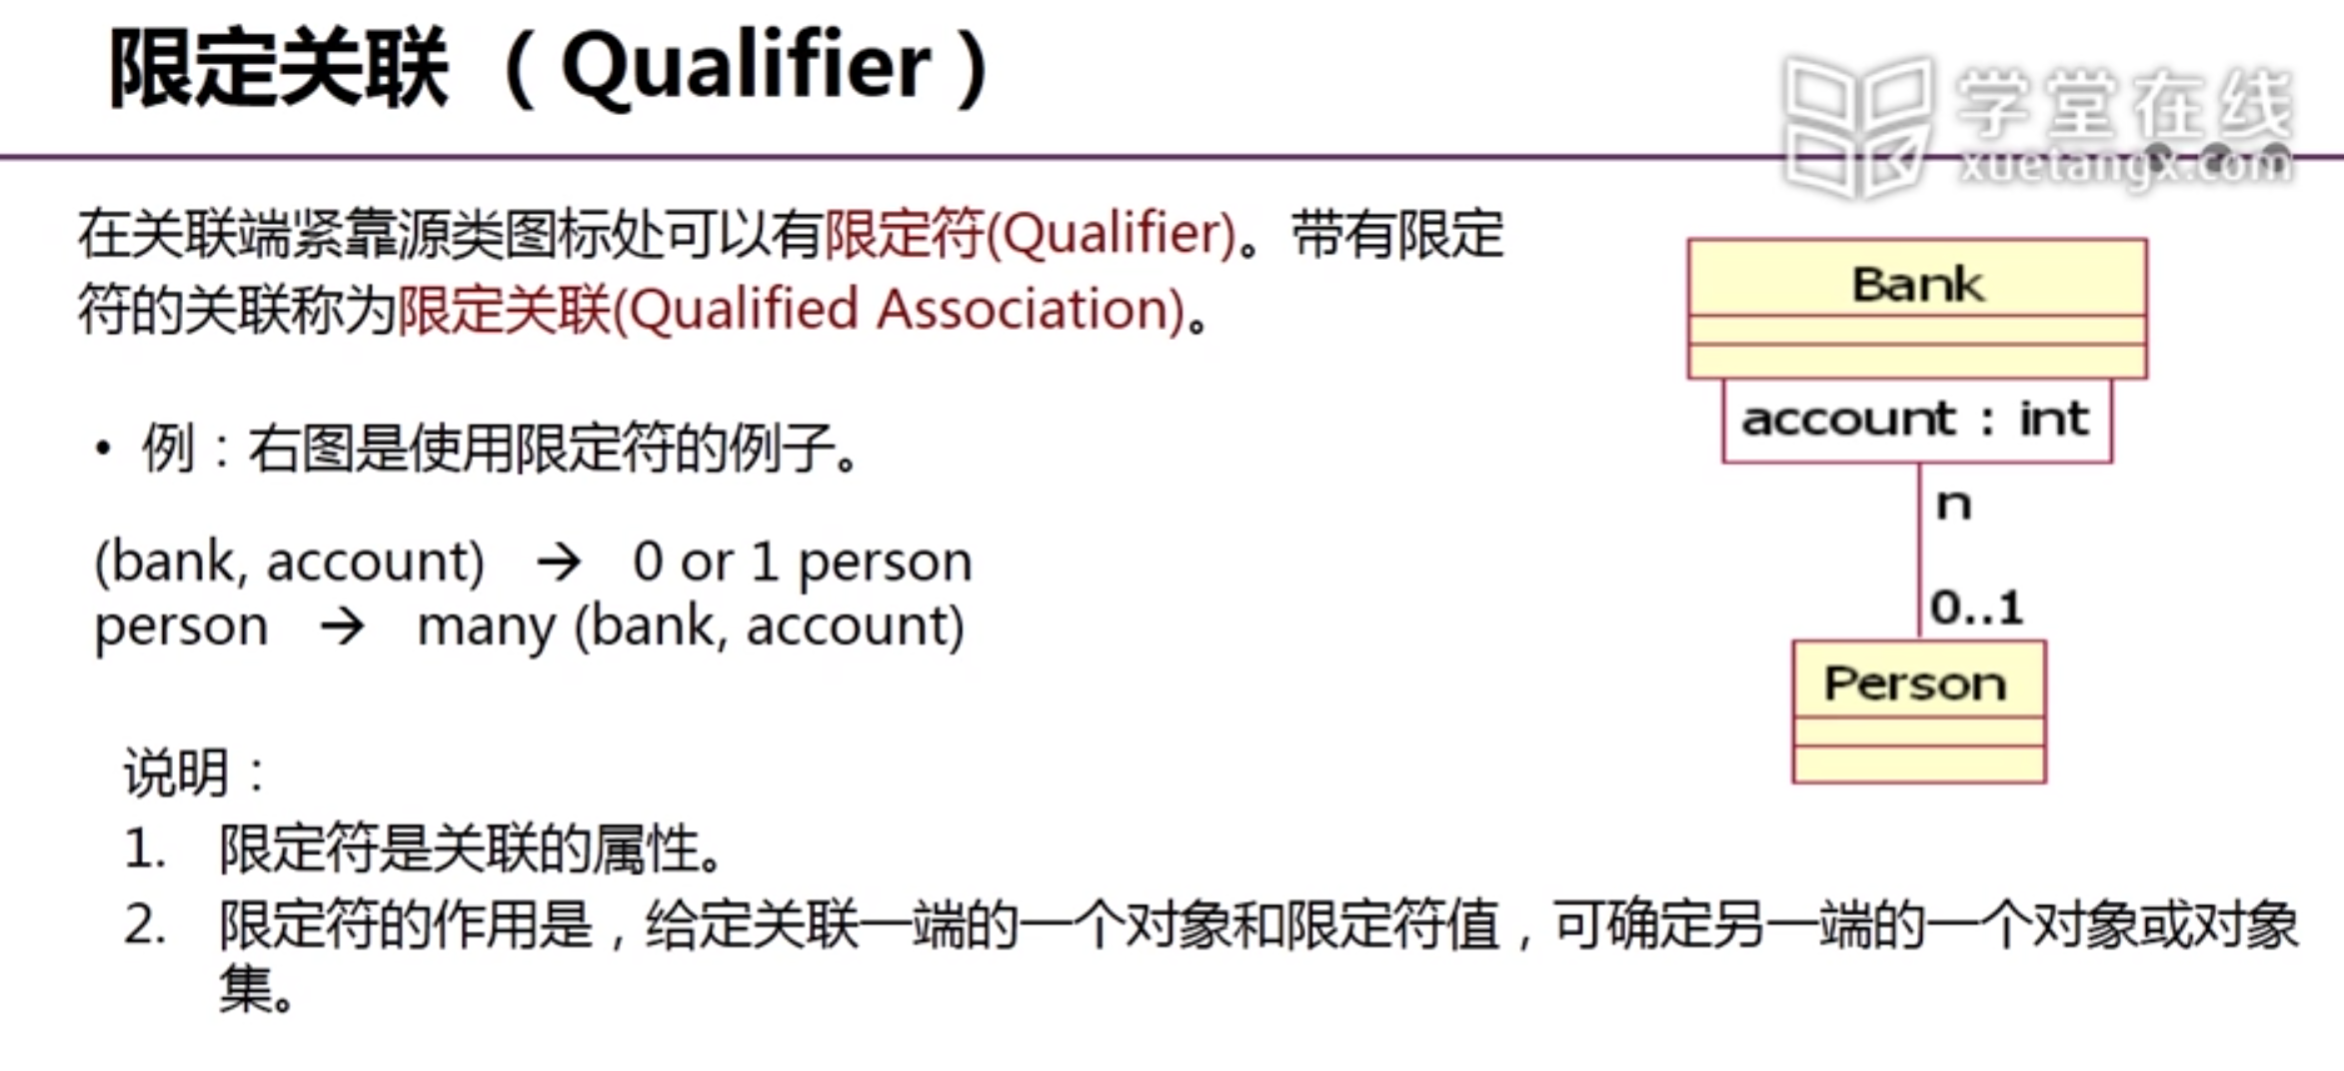 限定关联 ( Qualifier )
学堂在线
xuetangx.com
在关联端紧靠源类图标处可以有限定符(Qualifier)。带有限定
符的关联称为限定关联(Qualified Association)。
• 例：右图是使用限定符的例子。
(bank, account) → 0 or 1 person
person → many (bank, account)
说明：
1. 限定符是关联的属性。
2. 限定符的作用是，给定关联一端的一个对象和限定符值，可确定另一端的一个对象或对象
集。
Bank
account : int
n
0..1
Person